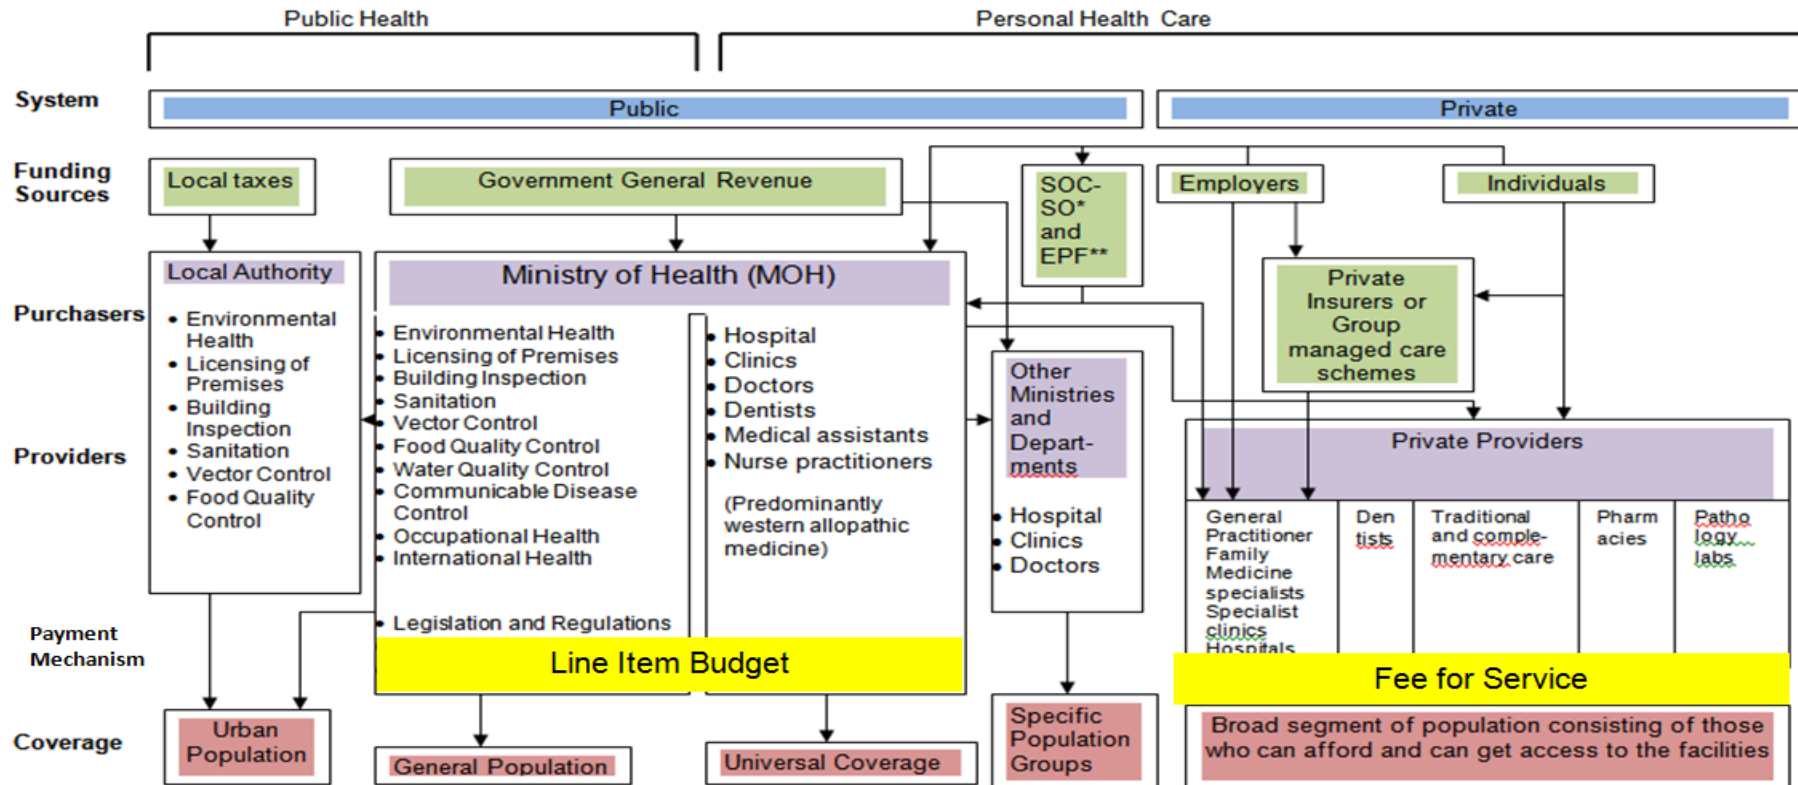 Public Health
Personal Health Care
System
Public
Private
Funding
Sources
Local taxes
Government General Revenue
SOC-
SO*
and
EPF**
Employers
Individuals
Purchasers
Local Authority
• Environmental
Health
• Licensing of
Premises
• Building
Inspection
• Sanitation
• Vector Control
• Food Quality
Control
Ministry of Health (MOH)
• Environmental Health
• Licensing of Premises
• Building Inspection
• Sanitation
• Vector Control
• Food Quality Control
• Water Quality Control
• Communicable Disease
Control
• Occupational Health
• International Health
• Legislation and Regulations
• Hospital
• Clinics
• Doctors
• Dentists
• Medical assistants
• Nurse practitioners
(Predominantly
western allopathic
medicine)
Private
Insurers or
Group
managed care
schemes
Other
Ministries
and
Depart-
ments
• Hospital
• Clinics
• Doctors
Providers
Private Providers
General
Practitioner
Family
Medicine
specialists
Specialist
clinics
Hospitals
Den
tists
Traditional
and comple-
mentary care
Pharm
acies
Patho
logy
labs
Payment
Mechanism
Line Item Budget
Fee for Service
Coverage
Urban
Population
General Population
Universal Coverage
Specific
Population
Groups
Broad segment of population consisting of those
who can afford and can get access to the facilities